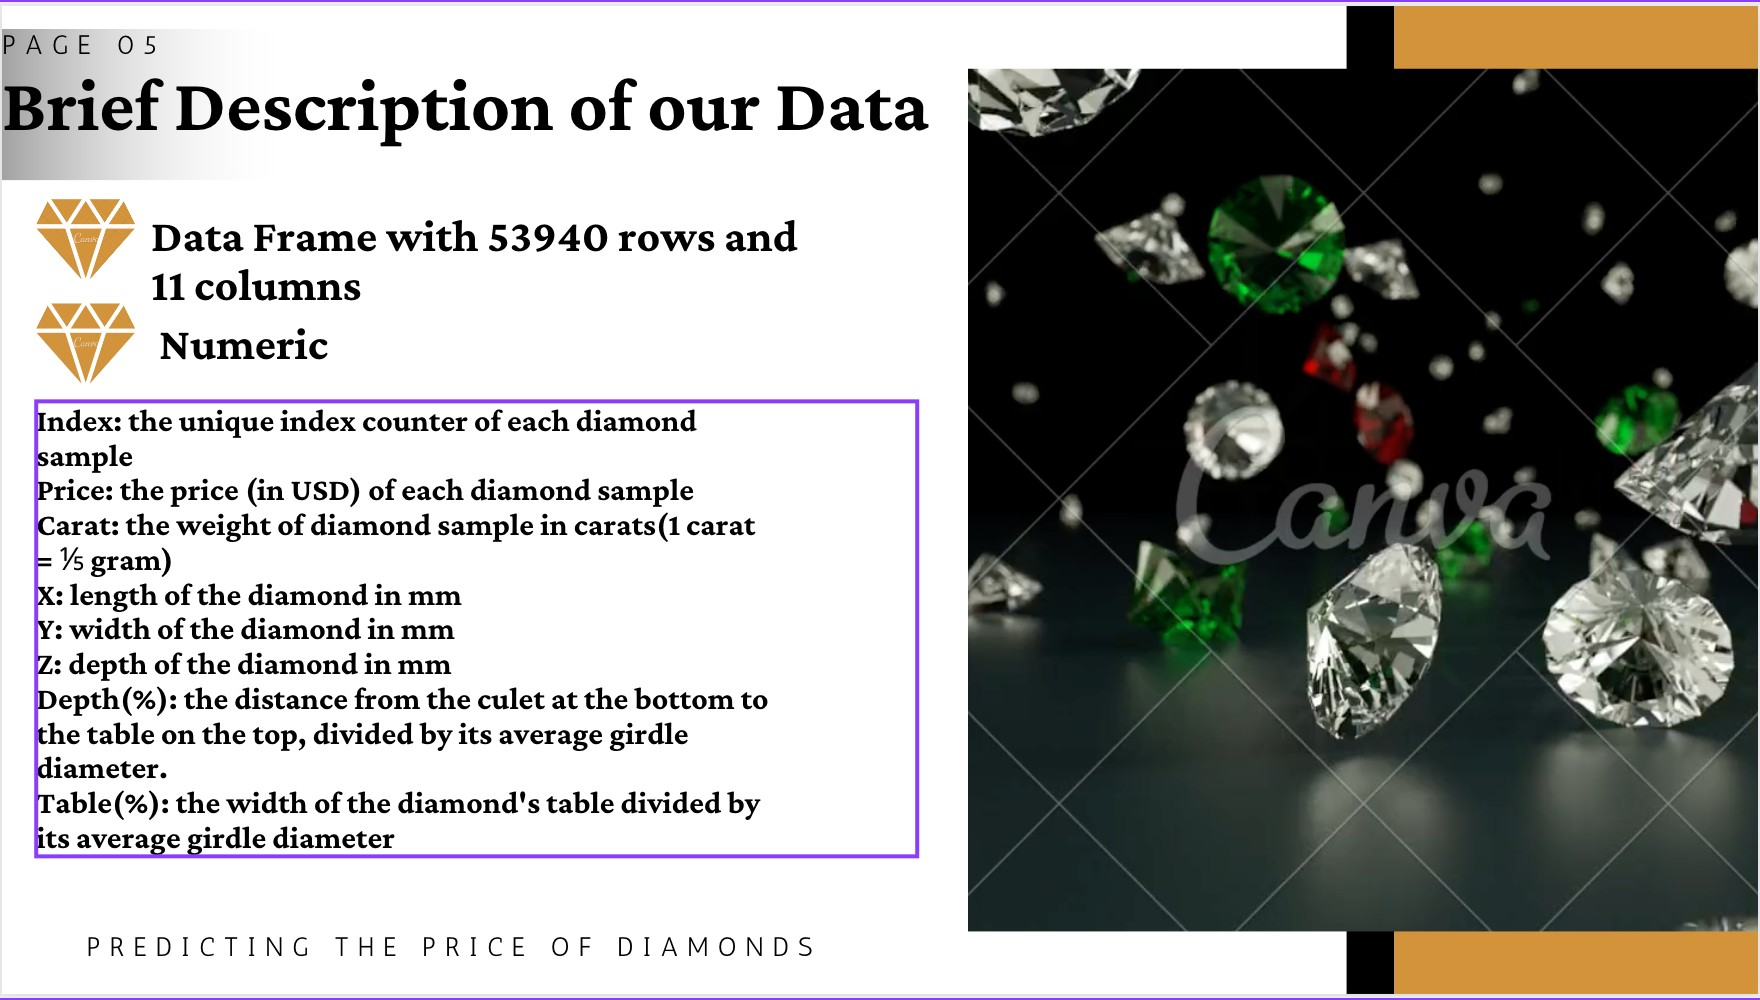 PAGE 05
Brief Description of our Data
Data Frame with 53940 rows and
11 columns
Numeric
Index: the unique index counter of each diamond
sample
Price: the price (in USD) of each diamond sample
Carat: the weight of diamond sample in carats(1 carat
= ⅕ gram)
X: length of the diamond in mm
Y: width of the diamond in mm
Z: depth of the diamond in mm
Depth(%): the distance from the culet at the bottom to
the table on the top, divided by its average girdle
diameter.
Table(%): the width of the diamond's table divided by
its average girdle diameter
PREDICTING THE PRICE OF DIAMONDS
Canva
Canva
Canva